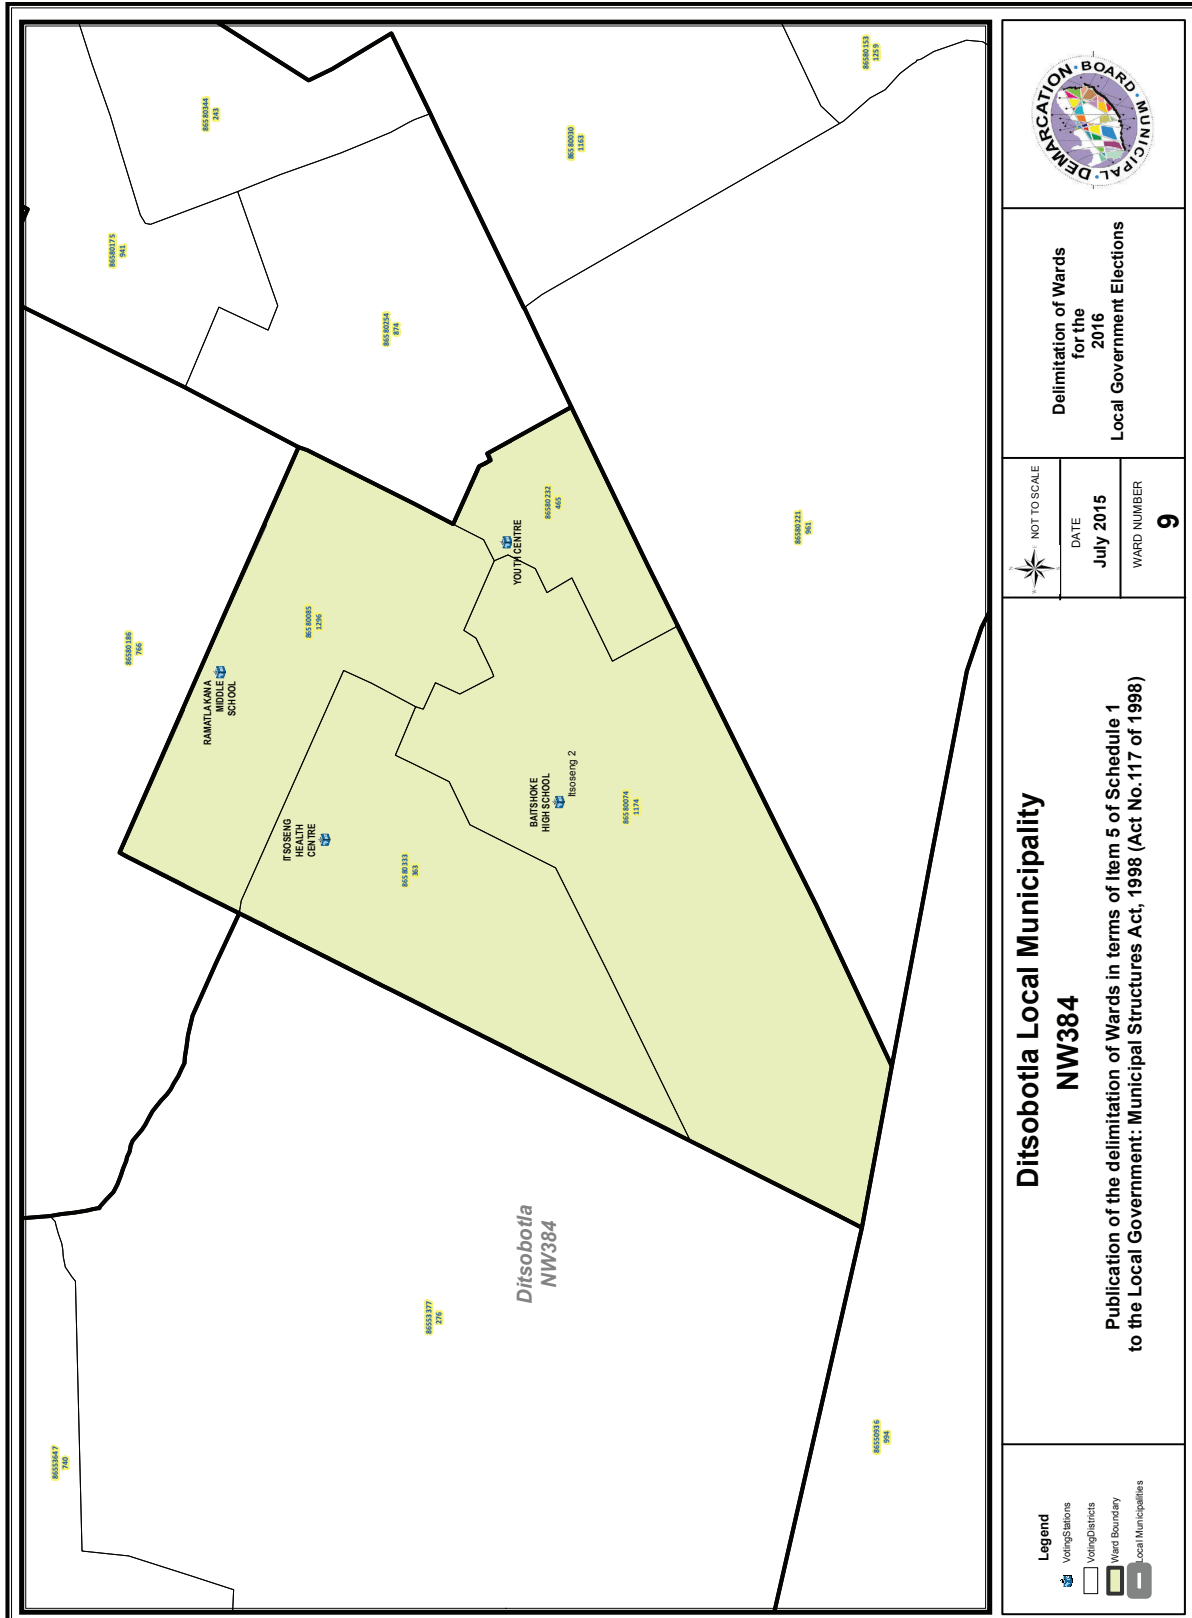 86580344
243
86580175
941
86580153
1259
86580030
1163
86580254
874
86580186
766
86580085
1296
RAMATLAKANA
MIDDLE
SCHOOL
YOUTH CENTRE
86580232
465
86580221
961
ITSOSENG
HEALTH
CENTRE
86580333
363
BAITSHOKE
HIGH SCHOOL
Itsoseng 2
86580074
1174
Ditsobotla
NW384
86553377
276
86553647
740
86550936
994
Legend
VotingStations
VotingDistricts
Ward Boundary
Local Municipalities
Ditsobotla Local Municipality
NW384
Publication of the delimitation of Wards in terms of Item 5 of Schedule 1
to the Local Government: Municipal Structures Act, 1998 (Act No.117 of 1998)
NOT TO SCALE
DATE
July 2015
WARD NUMBER
9
Delimitation of Wards
for the
2016
Local Government Elections
MUNICIPAL DEMARCATION BOARD